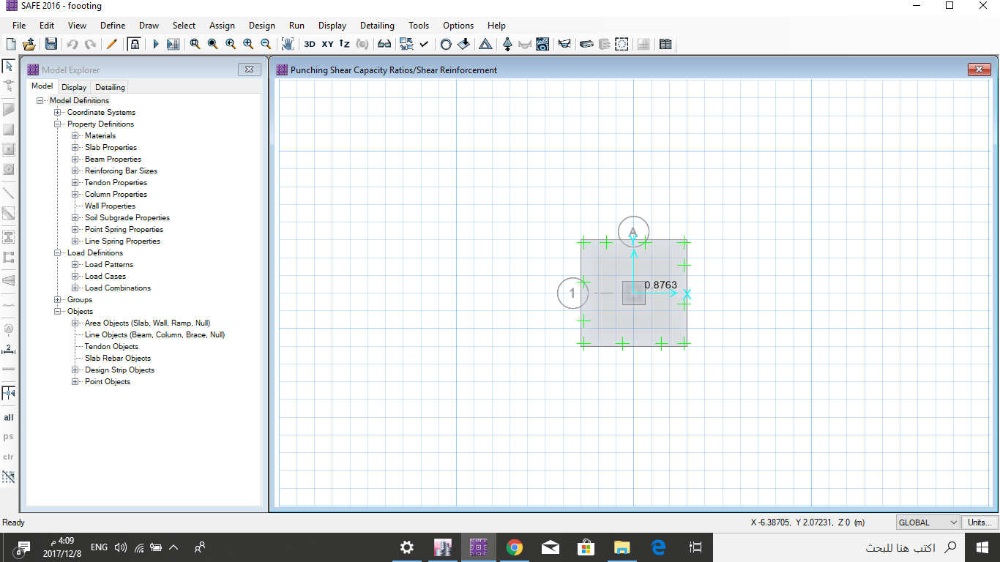 SAFE 2016 - foooting
File Edit View Define Draw Select Assign Design Run Display Detailing Tools Options Help
3D XY
Model Explorer
Model Display Detailing
Model Definitions
Coordinate Systems
Property Definitions
Materials
Slab Properties
Beam Properties
Reinforcing Bar Sizes
Tendon Properties
Column Properties
Wall Properties
Soil Subgrade Properties
Point Spring Properties
Line Spring Properties
Load Definitions
Load Patterns
Load Cases
Load Combinations
Groups
Objects
Area Objects (Slab, Wall, Ramp, Null)
Line Objects (Beam, Column, Brace, Null)
Tendon Objects
Slab Rebar Objects
Design Strip Objects
Point Objects
2
all
ps
clr
Punching Shear Capacity Ratios/Shear Reinforcement
A
Y
0.8763
1
X
Ready
X -6.38705, Y 2.07231, Z 0 (m)
GLOBAL
Units...
4:09 م
2017/12/8
ENG
اكتب هنا للبحث